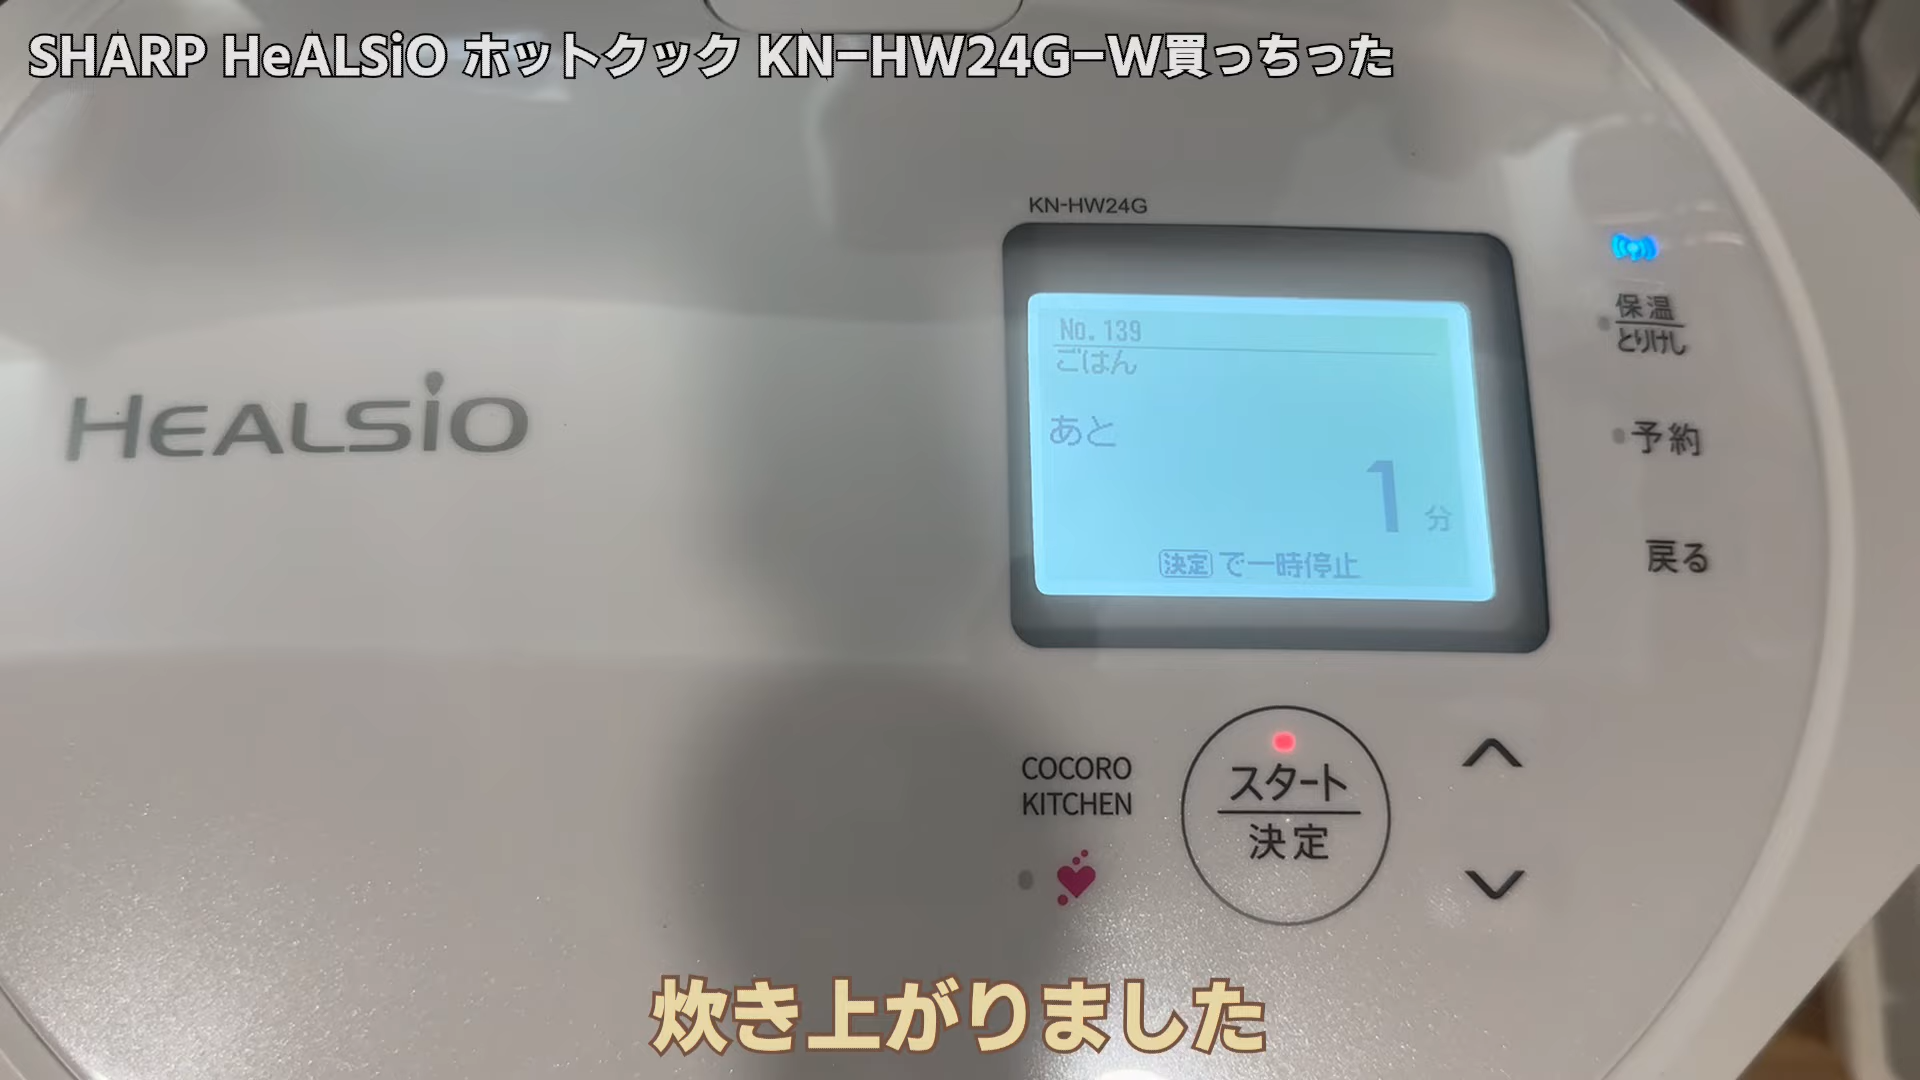 SHARP HeALSiO ホットクック KN-HW24G-W買っちった
KN-HW24G
HEALSiO
No.139
ごはん
あと
1分
決定で一時停止
保温
とりけし
予約
戻る
COCORO
KITCHEN
スタート
決定
炊き上がりました